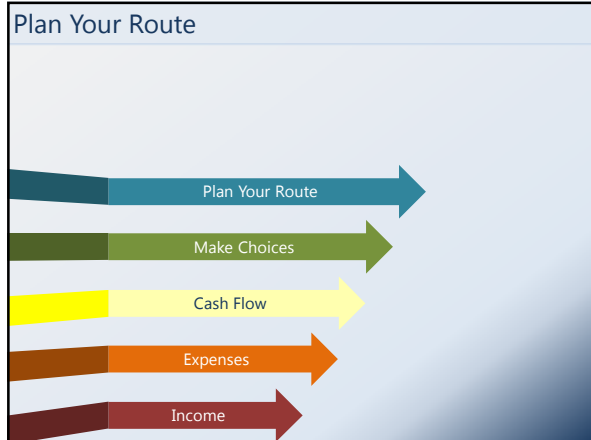 Plan Your Route
Plan Your Route
Make Choices
Cash Flow
Expenses
Income